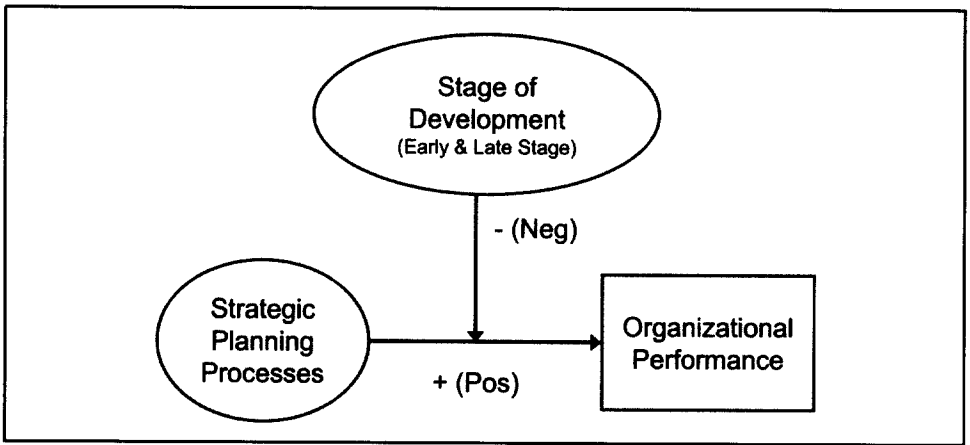 Stage of
Development
(Early & Late Stage)
- (Neg)
Strategic
Planning
Processes
Organizational
Performance
+ (Pos)